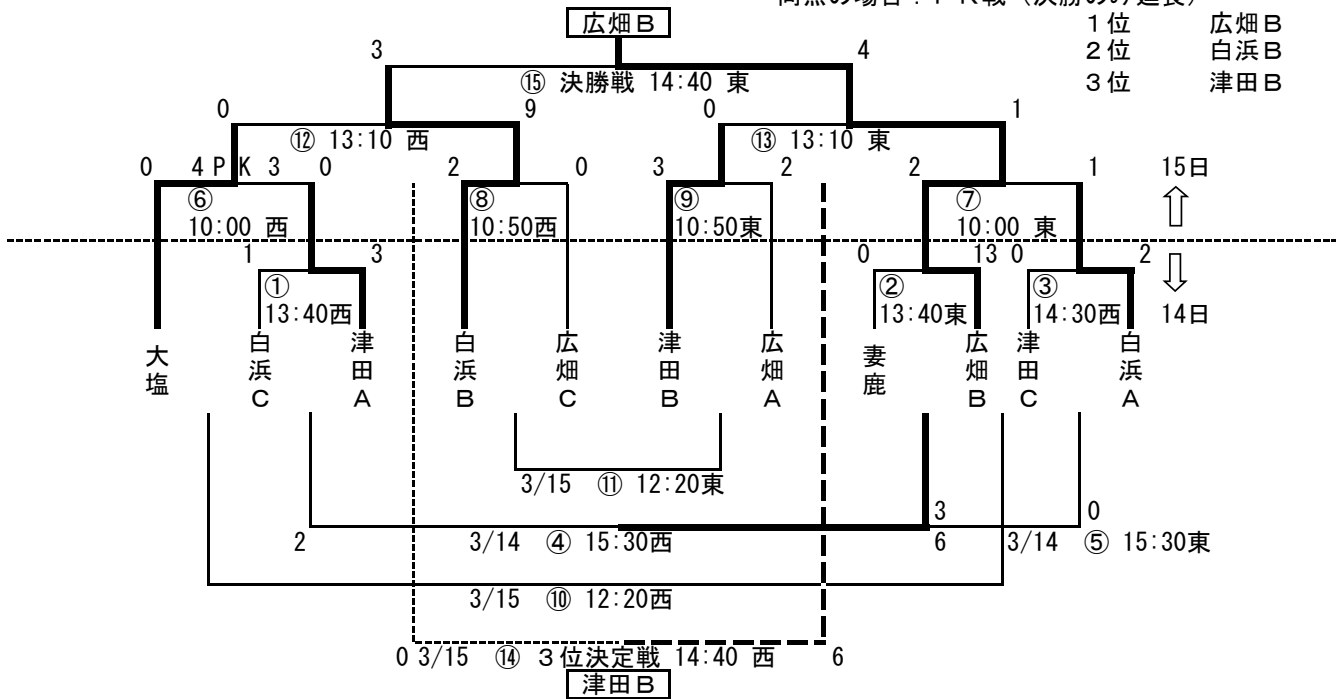 同点の場合：ＰＫ戦（決勝のみ延長）
広畑Ｂ
1位 広畑Ｂ
2位 白浜Ｂ
3位 津田Ｂ
3 4
⑮ 決勝戦 14:40 東
0 9 0 1
⑫ 13:10 西 ⑬ 13:10 東
0 4ＰＫ3 0 2 0 3 2 2 1 15日
⑥ ⑧ ⑨ ⑦
10:00 西 10:50西 10:50東 10:00 東
1 3 0 13 0 2
① ② ③
13:40西 13:40東 14:30西 14日
大塩
白浜Ｃ
津田Ａ
白浜Ｂ
広畑Ｃ
津田Ｂ
広畑Ａ
妻鹿
広畑Ｂ
津田Ｃ
白浜Ａ
3/15 ⑪ 12:20東
3 0
2 3/14 ④ 15:30西 6 3/14 ⑤ 15:30東
3/15 ⑩ 12:20西
0 3/15 ⑭ 3位決定戦 14:40 西 6
津田Ｂ